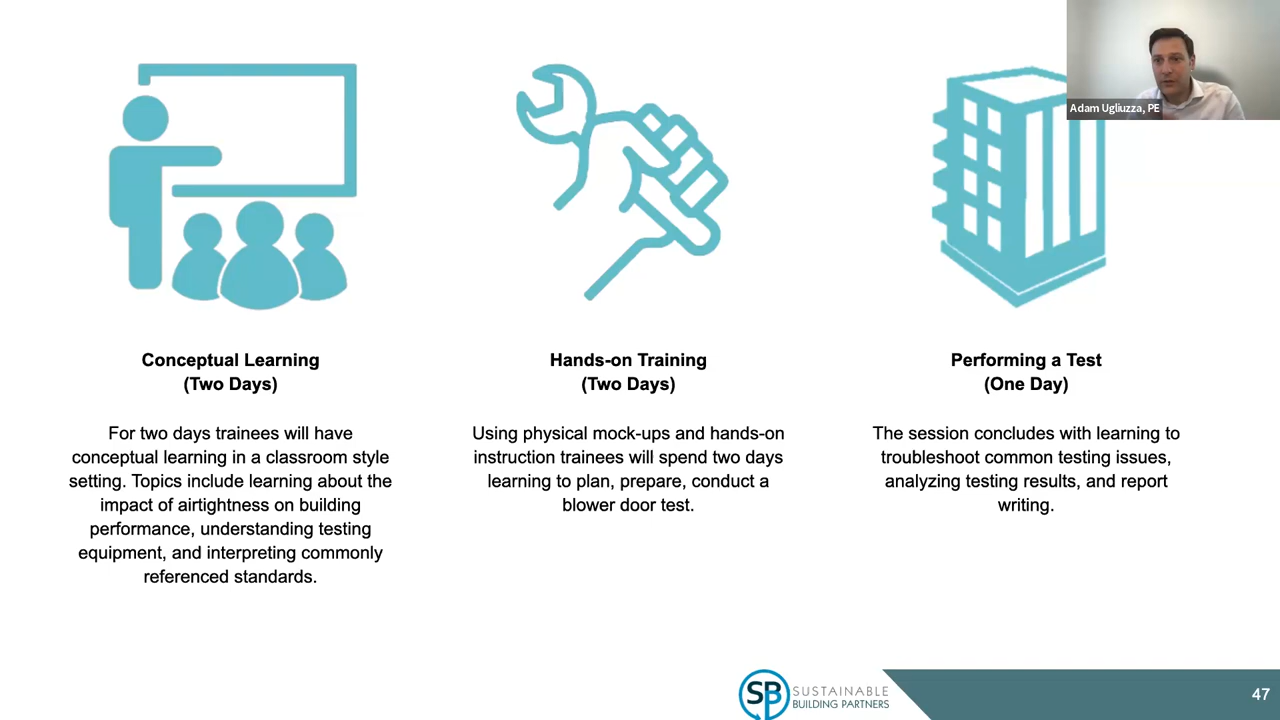 Adam Ugliuzza, PE
Conceptual Learning
(Two Days)
For two days trainees will have
conceptual learning in a classroom style
setting. Topics include learning about the
impact of airtightness on building
performance, understanding testing
equipment, and interpreting commonly
referenced standards.
Hands-on Training
(Two Days)
Using physical mock-ups and hands-on
instruction trainees will spend two days
learning to plan, prepare, conduct a
blower door test.
Performing a Test
(One Day)
The session concludes with learning to
troubleshoot common testing issues,
analyzing testing results, and report
writing.
SBP
SUSTAINABLE
BUILDING PARTNERS
47